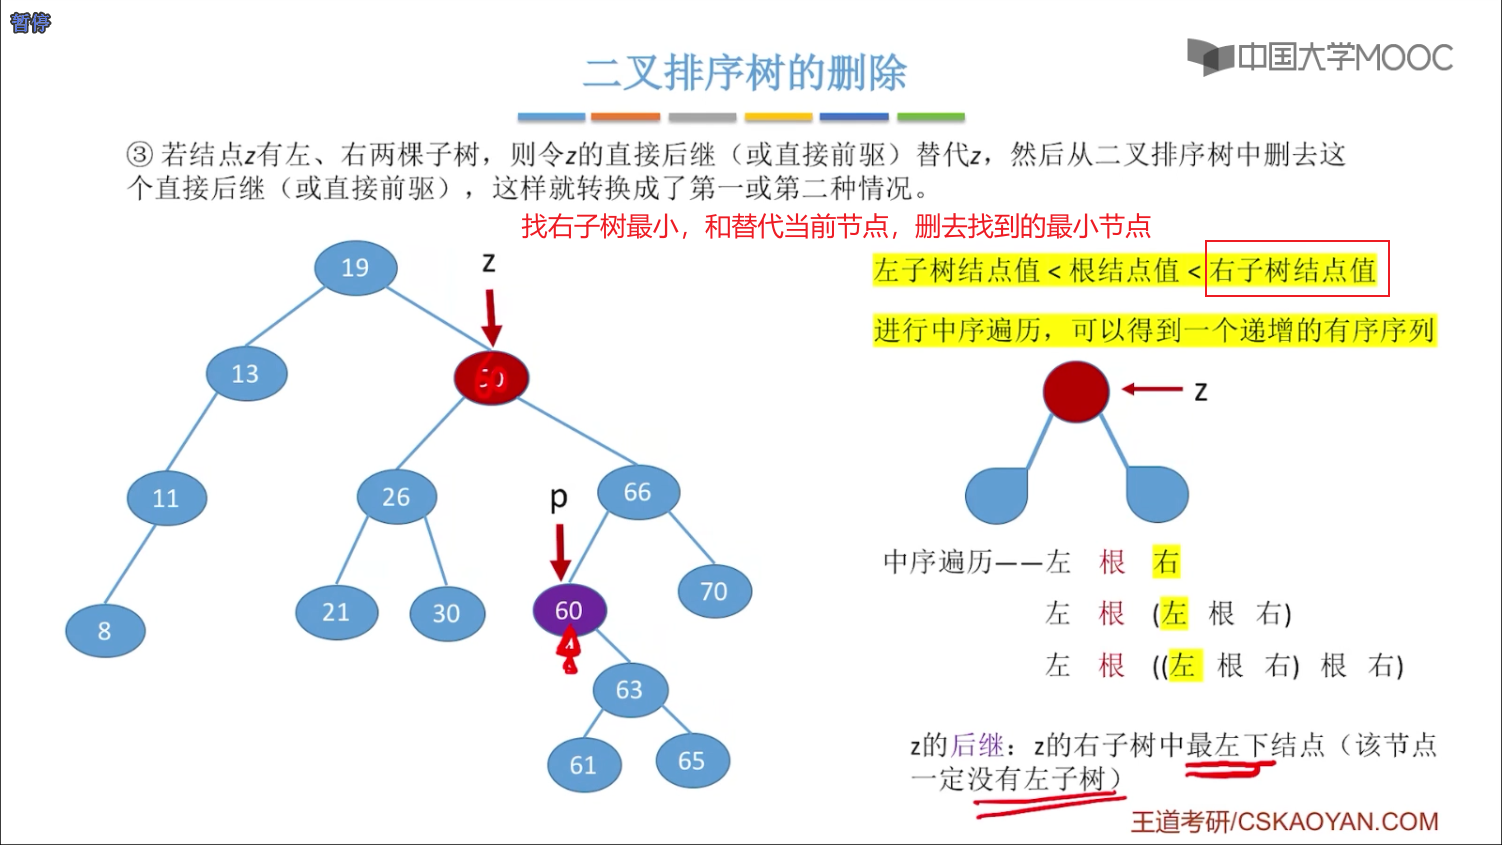 暂停
中国大学MOOC
二叉排序树的删除
③ 若结点z有左、右两棵子树，则令z的直接后继（或直接前驱）替代z，然后从二叉排序树中删去这
个直接后继（或直接前驱），这样就转换成了第一或第二种情况。
找右子树最小，和替代当前节点，删去找到的最小节点
左子树结点值 < 根结点值 < 右子树结点值
进行中序遍历，可以得到一个递增的有序序列
19
z
13
z
11
26
p
66
中序遍历——左 根 右
8
21
30
60
70
左 根 (左 根 右)
左 根 ((左 根 右) 根 右)
63
61
65
z的后继：z的右子树中最左下结点（该节点
一定没有左子树）
王道考研/CSKAOYAN.COM